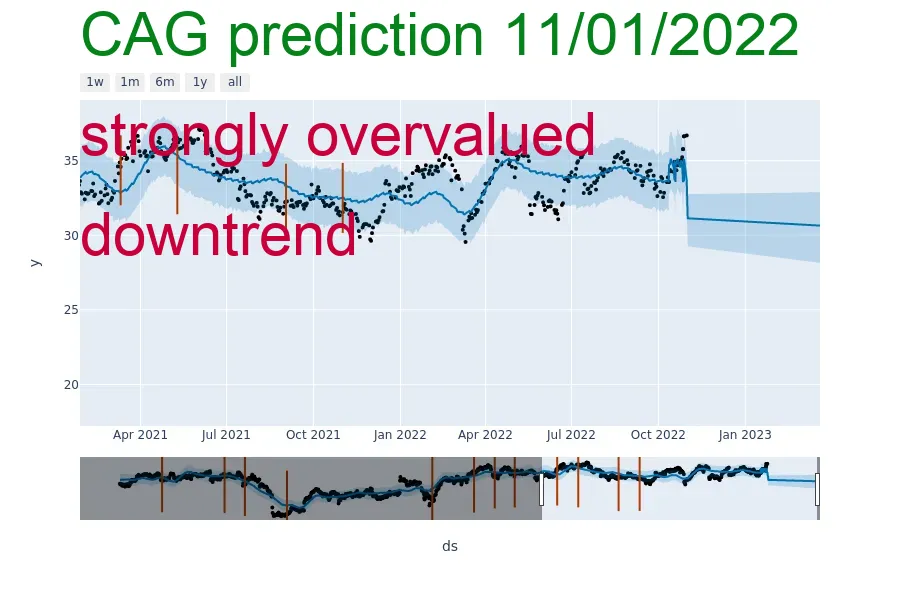 CAG prediction 11/01/2022
1w 1m 6m 1y all
strongly overvalued
35
downtrend
30
y
25
20
Apr 2021 Jul 2021 Oct 2021 Jan 2022 Apr 2022 Jul 2022 Oct 2022 Jan 2023
ds